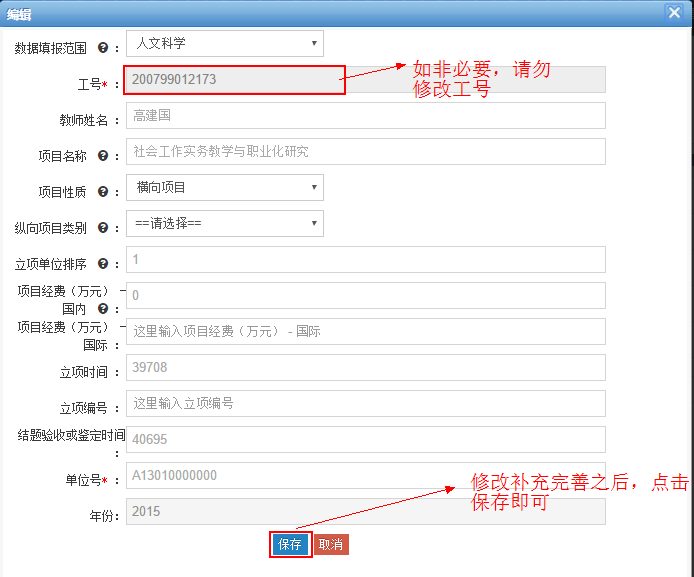 编辑
数据填报范围 ： 人文科学
如非必要，请勿
修改工号
工号* ： 200799012173
教师姓名 ： 高建国
项目名称 ： 社会工作实务教学与职业化研究
项目性质 ： 横向项目
纵向项目类别 ： ==请选择==
立项单位排序 ： 1
项目经费（万元） －
国内 ： 0
项目经费（万元） －
国际 ： 这里输入项目经费（万元） - 国际
立项时间 ： 39708
立项编号 ： 这里输入立项编号
结题验收或鉴定时间
： 40695
单位号* ： A13010000000
修改补充完善之后，点击
保存即可
年份： 2015
保存 取消